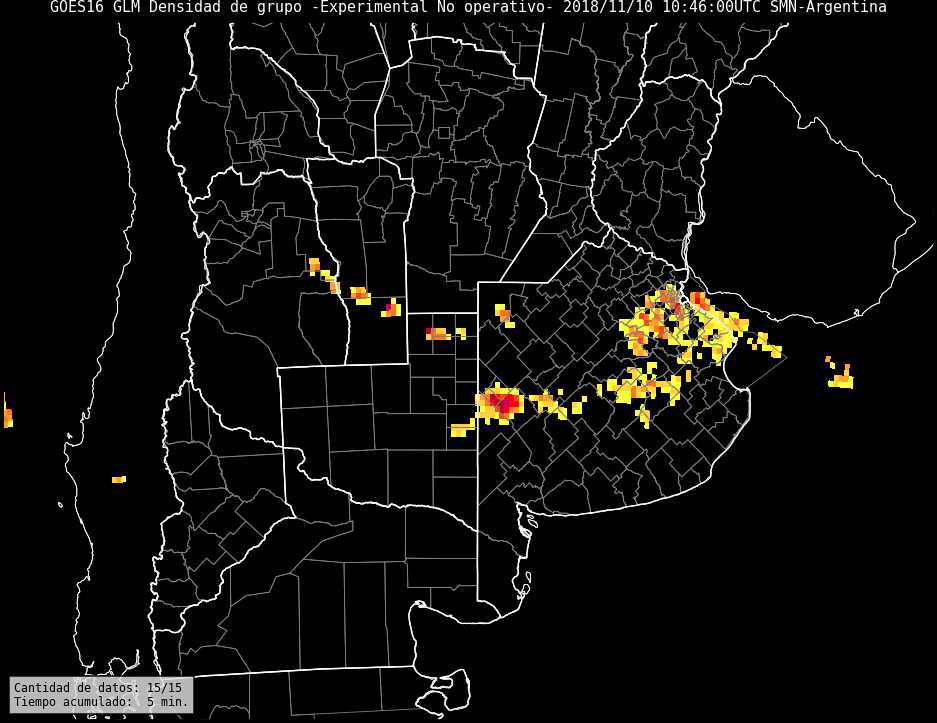 GOES16 GLM Densidad de grupo -Experimental No operativo- 2018/11/10 10:46:00UTC SMN-Argentina
Cantidad de datos: 15/15
Tiempo acumulado:  5 min.